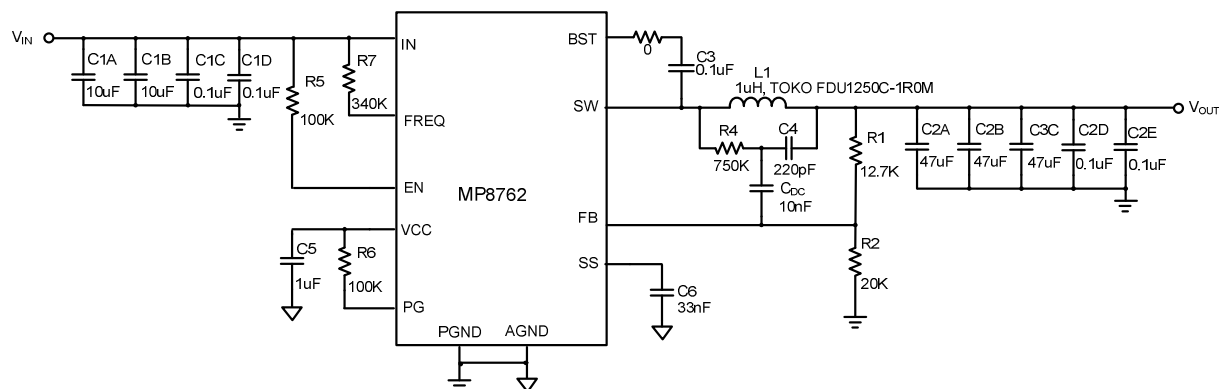 VIN
C1A
10uF
C1B
10uF
C1C
0.1uF
C1D
0.1uF
R5
100K
R7
340K
IN
FREQ
EN
VCC
PG
PGND
AGND
MP8762
BST
SW
FB
SS
C5
1uF
R6
100K
0
C3
0.1uF
L1
1uH, TOKO FDU1250C-1R0M
R4
750K
C4
220pF
CDC
10nF
R1
12.7K
R2
20K
C6
33nF
C2A
47uF
C2B
47uF
C3C
47uF
C2D
0.1uF
C2E
0.1uF
VOUT